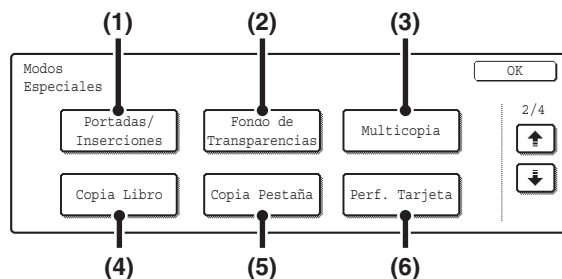 (1) (2) (3)
Modos
Especiales
OK
Portadas/
Inserciones
Fondo de
Transparencias
Multicopia
2/4
Copia Libro
Copia Pestaña
Perf. Tarjeta
(4) (5) (6)